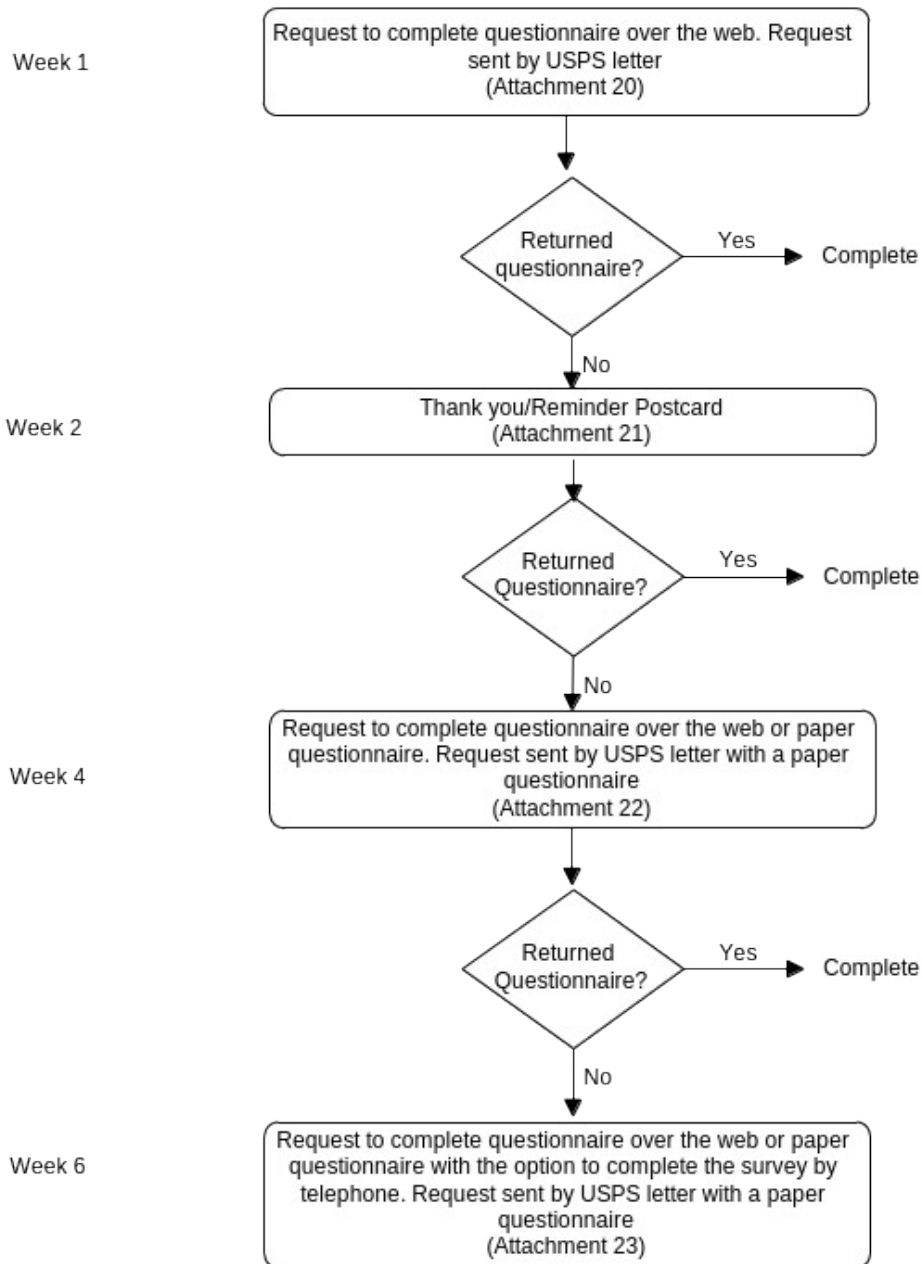 Week 1
Request to complete questionnaire over the web. Request
sent by USPS letter
(Attachment 20)
Returned
questionnaire?
Yes
Complete
No
Week 2
Thank you/Reminder Postcard
(Attachment 21)
Returned
Questionnaire?
Yes
Complete
No
Week 4
Request to complete questionnaire over the web or paper
questionnaire. Request sent by USPS letter with a paper
questionnaire
(Attachment 22)
Returned
Questionnaire?
Yes
Complete
No
Week 6
Request to complete questionnaire over the web or paper
questionnaire with the option to complete the survey by
telephone. Request sent by USPS letter with a paper
questionnaire
(Attachment 23)